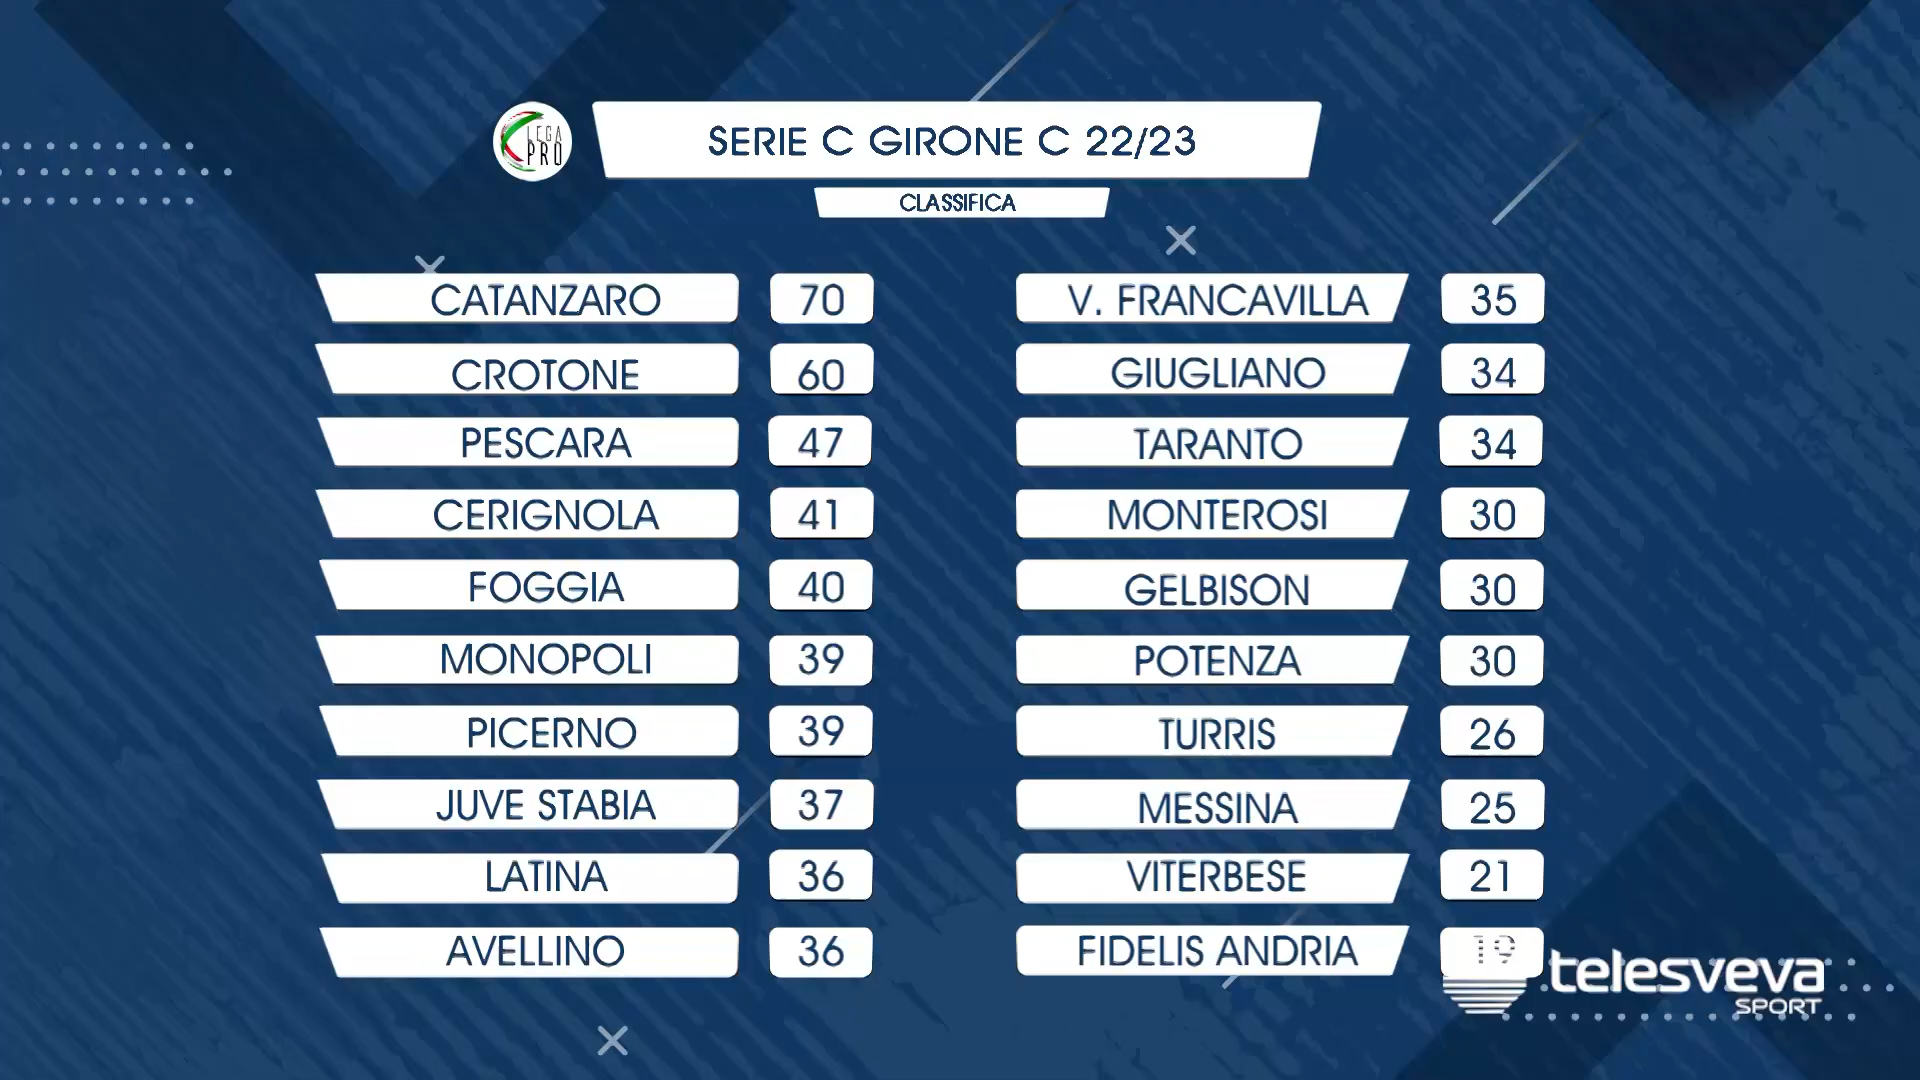 LEGA
PRO
SERIE C GIRONE C 22/23
CLASSIFICA
CATANZARO 70
CROTONE 60
PESCARA 47
CERIGNOLA 41
FOGGIA 40
MONOPOLI 39
PICERNO 39
JUVE STABIA 37
LATINA 36
AVELLINO 36
V. FRANCAVILLA 35
GIUGLIANO 34
TARANTO 34
MONTEROSI 30
GELBISON 30
POTENZA 30
TURRIS 26
MESSINA 25
VITERBESE 21
FIDELIS ANDRIA 19
telesveva
SPORT